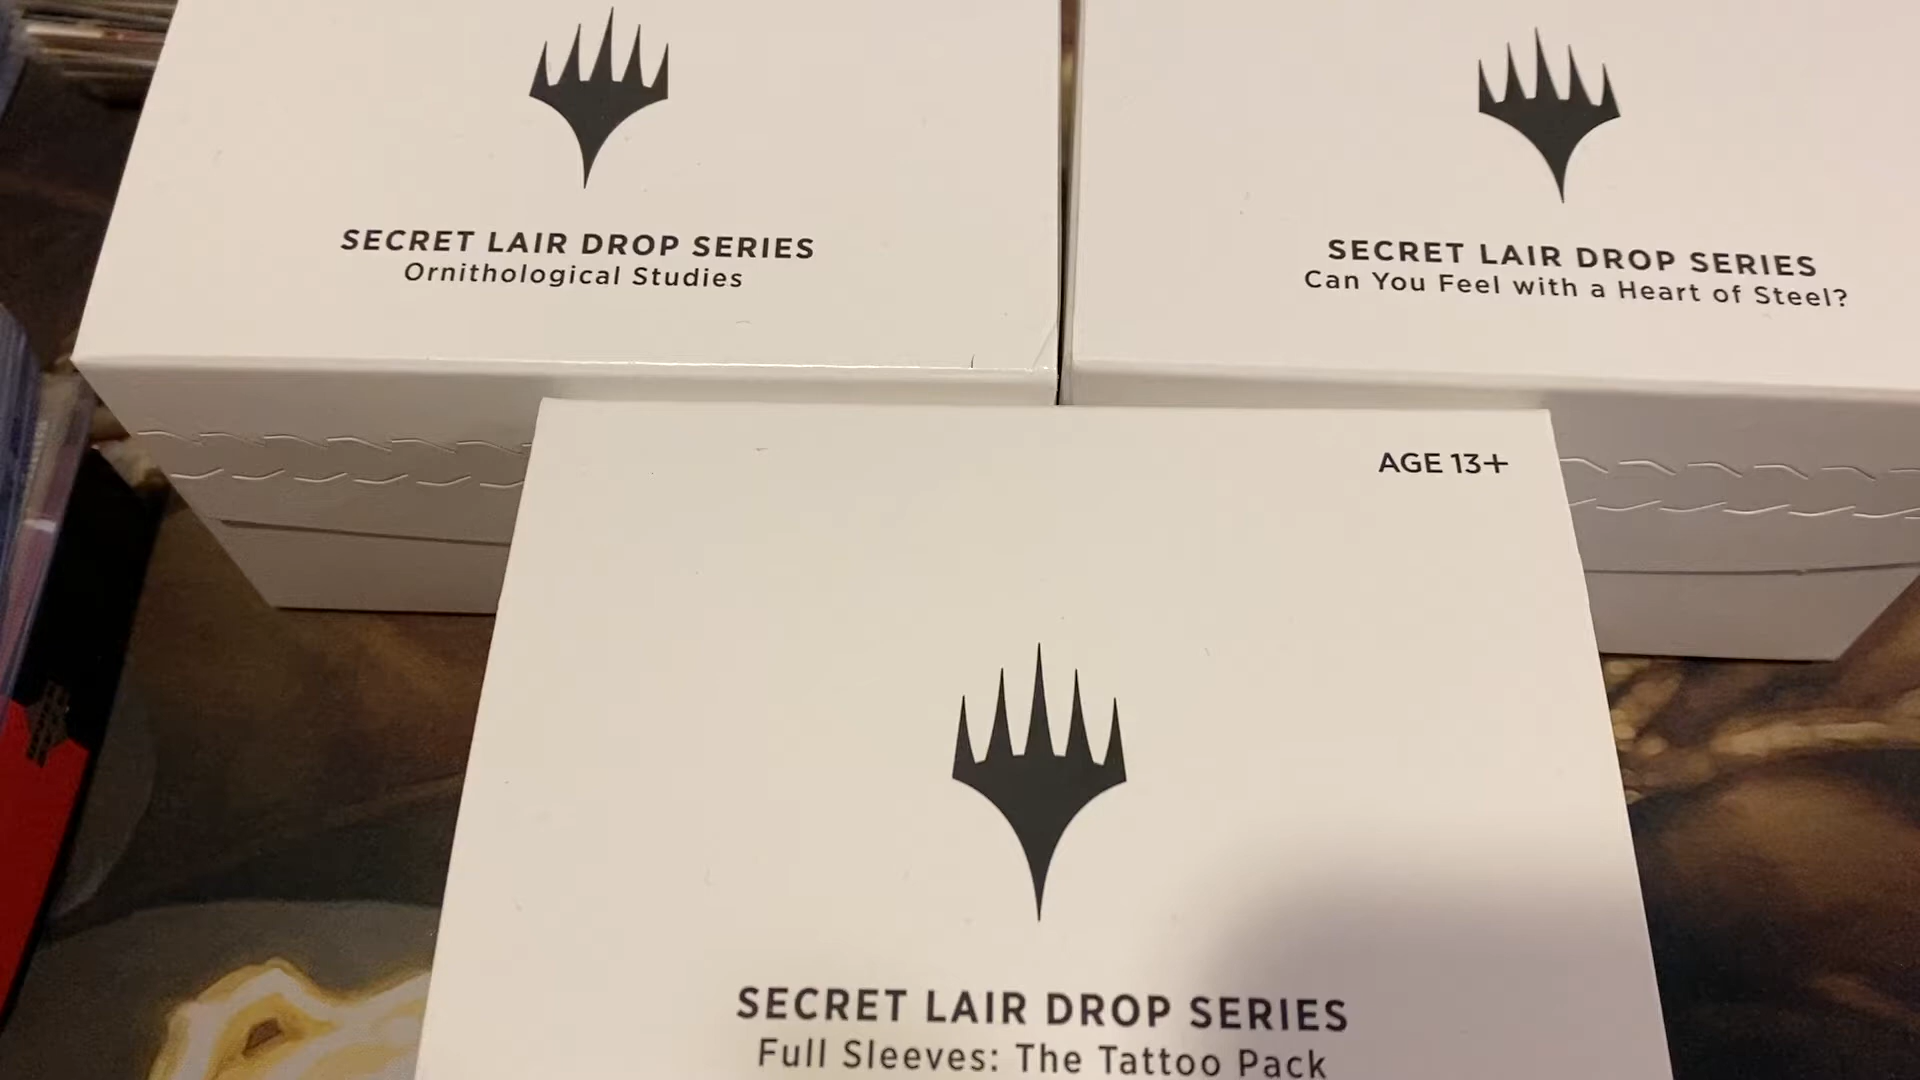 SECRET LAIR DROP SERIES
Ornithological Studies
SECRET LAIR DROP SERIES
Can You Feel with a Heart of Steel?
AGE 13+
SECRET LAIR DROP SERIES
Full Sleeves: The Tattoo Pack